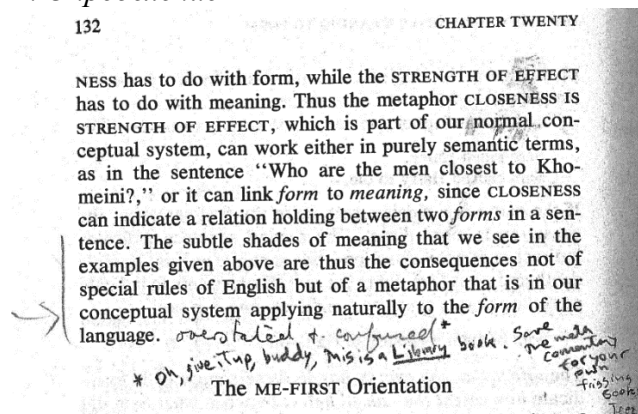 132
CHAPTER TWENTY
NESS has to do with form, while the STRENGTH OF EFFECT
has to do with meaning. Thus the metaphor CLOSENESS IS
STRENGTH OF EFFECT, which is part of our normal con-
ceptual system, can work either in purely semantic terms,
as in the sentence "Who are the men closest to Kho-
meini?," or it can link form to meaning, since CLOSENESS
can indicate a relation holding between two forms in a sen-
tence. The subtle shades of meaning that we see in the
examples given above are thus the consequences not of
special rules of English but of a metaphor that is in our
conceptual system applying naturally to the form of the
language. overstated + confused *
* Oh, give it up, buddy, this is a Library book. Save
the meta
commentary
for your
own
frigging
book
The ME-FIRST Orientation